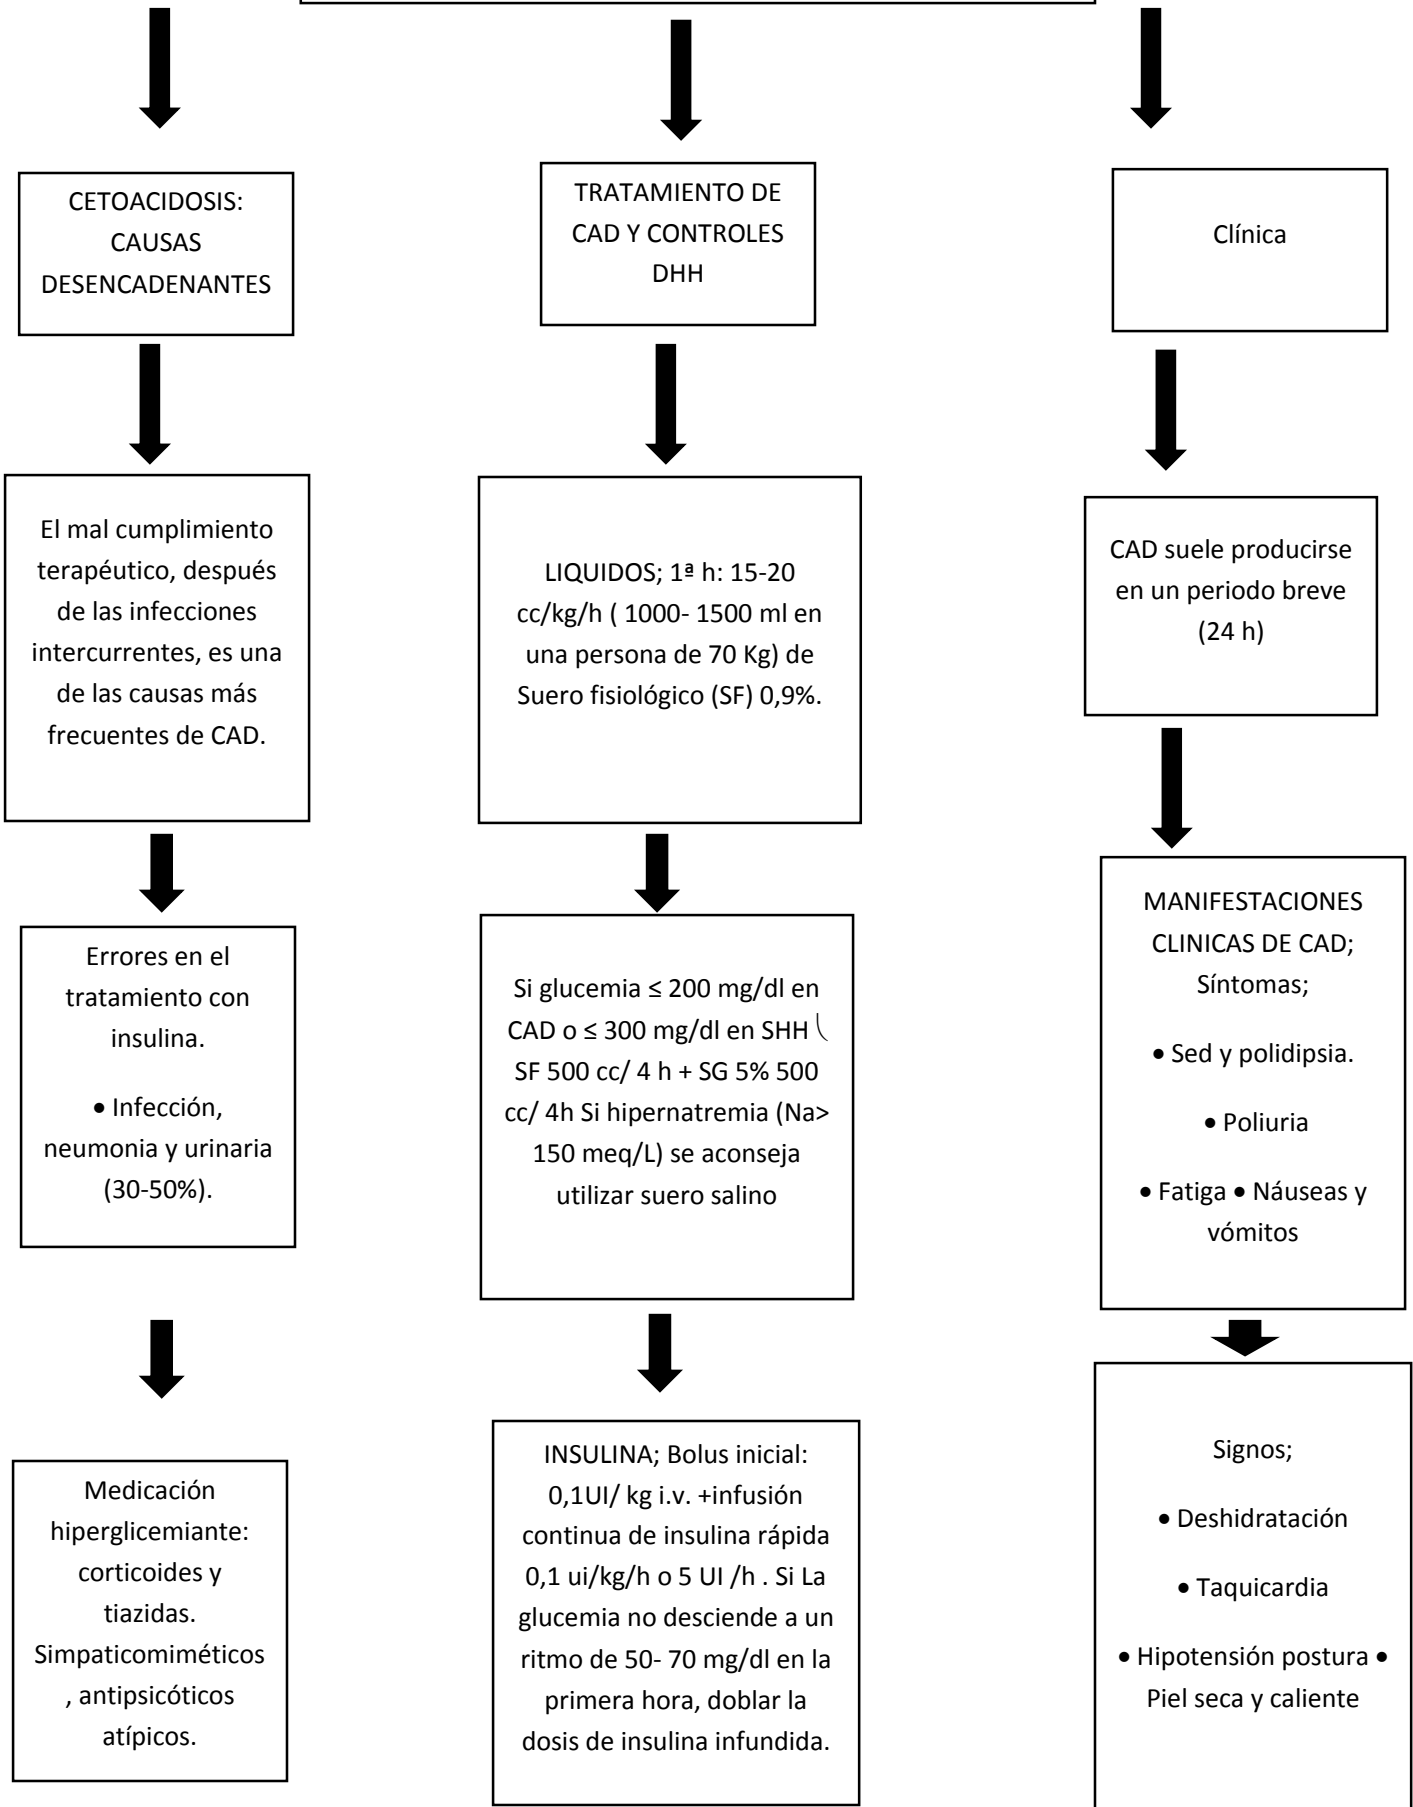 CETOACIDOSIS:
CAUSAS
DESENCADENANTES
El mal cumplimiento
terapéutico, después
de las infecciones
intercurrentes, es una
de las causas más
frecuentes de CAD.
Errores en el
tratamiento con
insulina.
• Infección,
neumonia y urinaria
(30-50%).
Medicación
hiperglicemiante:
corticoides y
tiazidas.
Simpaticomiméticos
, antipsicóticos
atípicos.
TRATAMIENTO DE
CAD Y CONTROLES
DHH
LIQUIDOS; 1ª h: 15-20
cc/kg/h ( 1000- 1500 ml en
una persona de 70 Kg) de
Suero fisiológico (SF) 0,9%.
Si glucemia ≤ 200 mg/dl en
CAD o ≤ 300 mg/dl en SHH ⎝
SF 500 cc/ 4 h + SG 5% 500
cc/ 4h Si hipernatremia (Na>
150 meq/L) se aconseja
utilizar suero salino
INSULINA; Bolus inicial:
0,1UI/ kg i.v. +infusión
continua de insulina rápida
0,1 ui/kg/h o 5 UI /h . Si La
glucemia no desciende a un
ritmo de 50- 70 mg/dl en la
primera hora, doblar la
dosis de insulina infundida.
Clínica
CAD suele producirse
en un periodo breve
(24 h)
MANIFESTACIONES
CLINICAS DE CAD;
Síntomas;
• Sed y polidipsia.
• Poliuria
• Fatiga • Náuseas y
vómitos
Signos;
• Deshidratación
• Taquicardia
• Hipotensión postura •
Piel seca y caliente